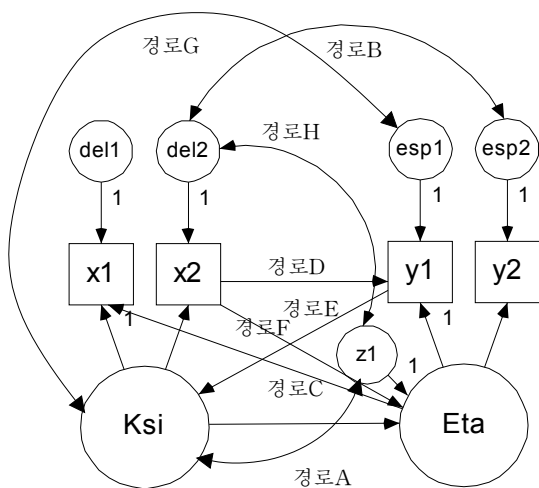 경로G
경로B
경로H
del1
del2
esp1
esp2
1
1
1
1
x1
x2
경로D
y1
y2
경로E
1
경로F
1
z1
1
경로C
Ksi
Eta
경로A